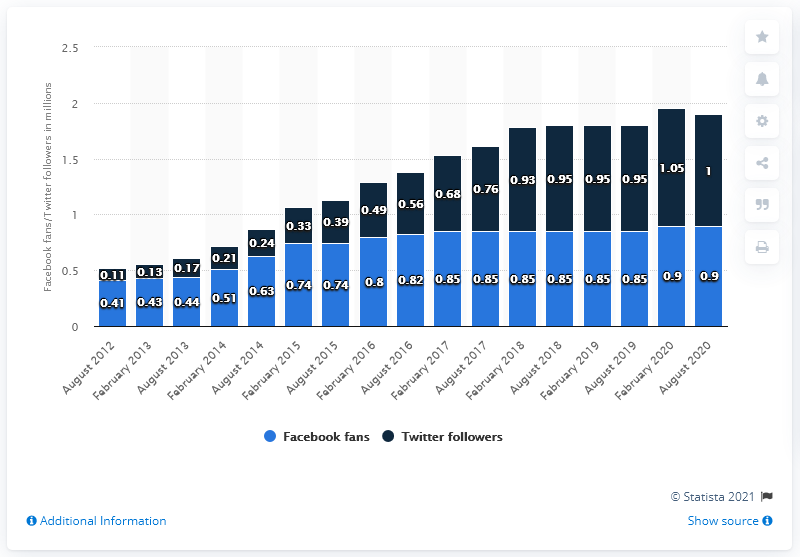 2.5
2
1.5
1
0.5
0
Facebook fans/Twitter followers in millions
0.11 0.13 0.17 0.21 0.24 0.33 0.39 0.49 0.56 0.68 0.76 0.93 0.95 0.95 0.95 1.05 1
0.41 0.43 0.44 0.51 0.63 0.74 0.74 0.8 0.82 0.85 0.85 0.85 0.85 0.85 0.85 0.9 0.9
August 2012
February 2013
August 2013
February 2014
August 2014
February 2015
August 2015
February 2016
August 2016
February 2017
August 2017
February 2018
August 2018
February 2019
August 2019
February 2020
August 2020
Facebook fans Twitter followers
© Statista 2021
Additional Information Show source